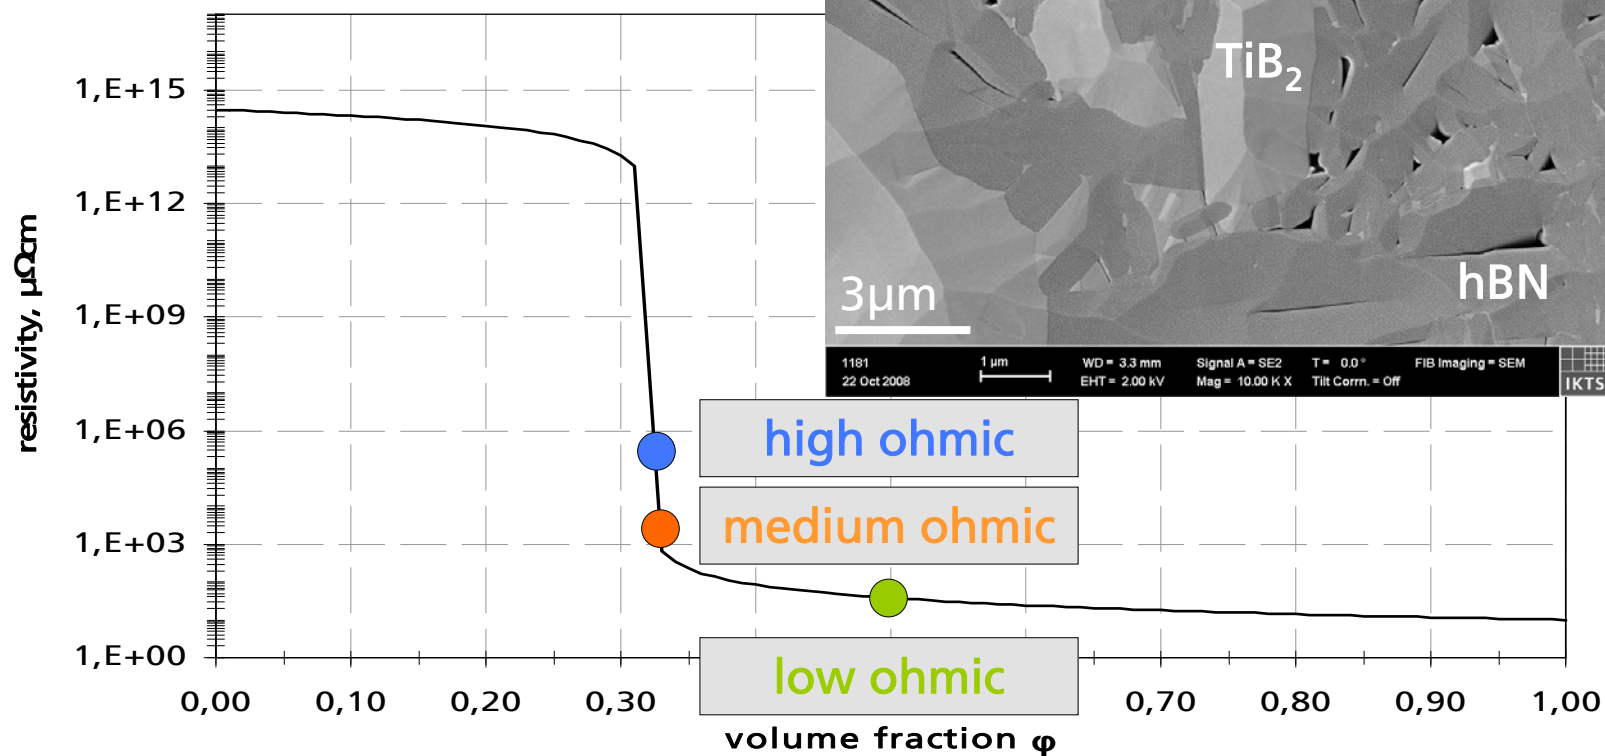 1,E+15
1,E+12
1,E+09
1,E+06
1,E+03
1,E+00
resistivity, µΩcm
TiB2
hBN
3µm
1181
22 Oct 2008
1 µm
WD = 3.3 mm
EHT = 2.00 kV
Signal A = SE2
Mag = 10.00 K X
T = 0.0 °
Tilt Corrn. = Off
FIB Imaging = SEM
IKTS
high ohmic
medium ohmic
low ohmic
0,00 0,10 0,20 0,30 0,70 0,80 0,90 1,00
volume fraction φ